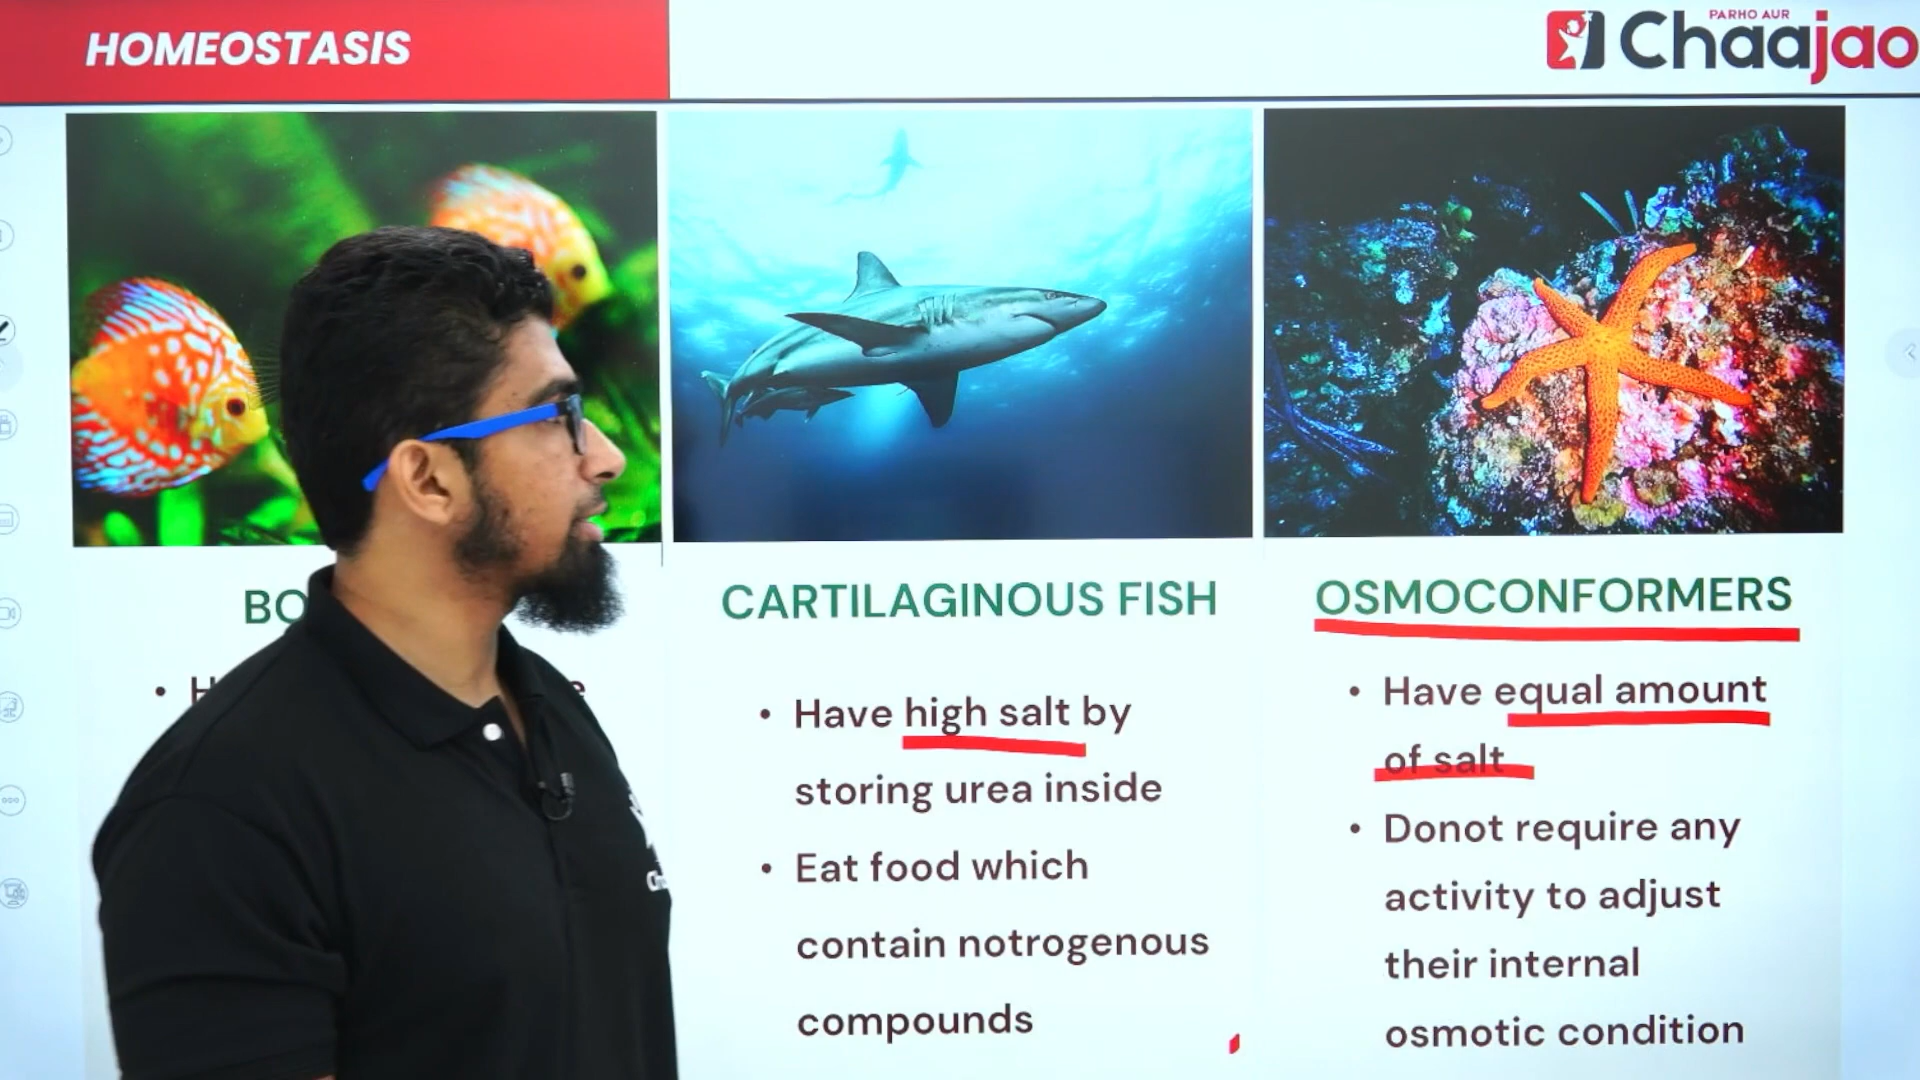 HOMEOSTASIS
PARHO AUR
Chaajao
CARTILAGINOUS FISH
• Have high salt by
storing urea inside
• Eat food which
contain notrogenous
compounds
OSMOCONFORMERS
• Have equal amount
of salt
• Donot require any
activity to adjust
their internal
osmotic condition